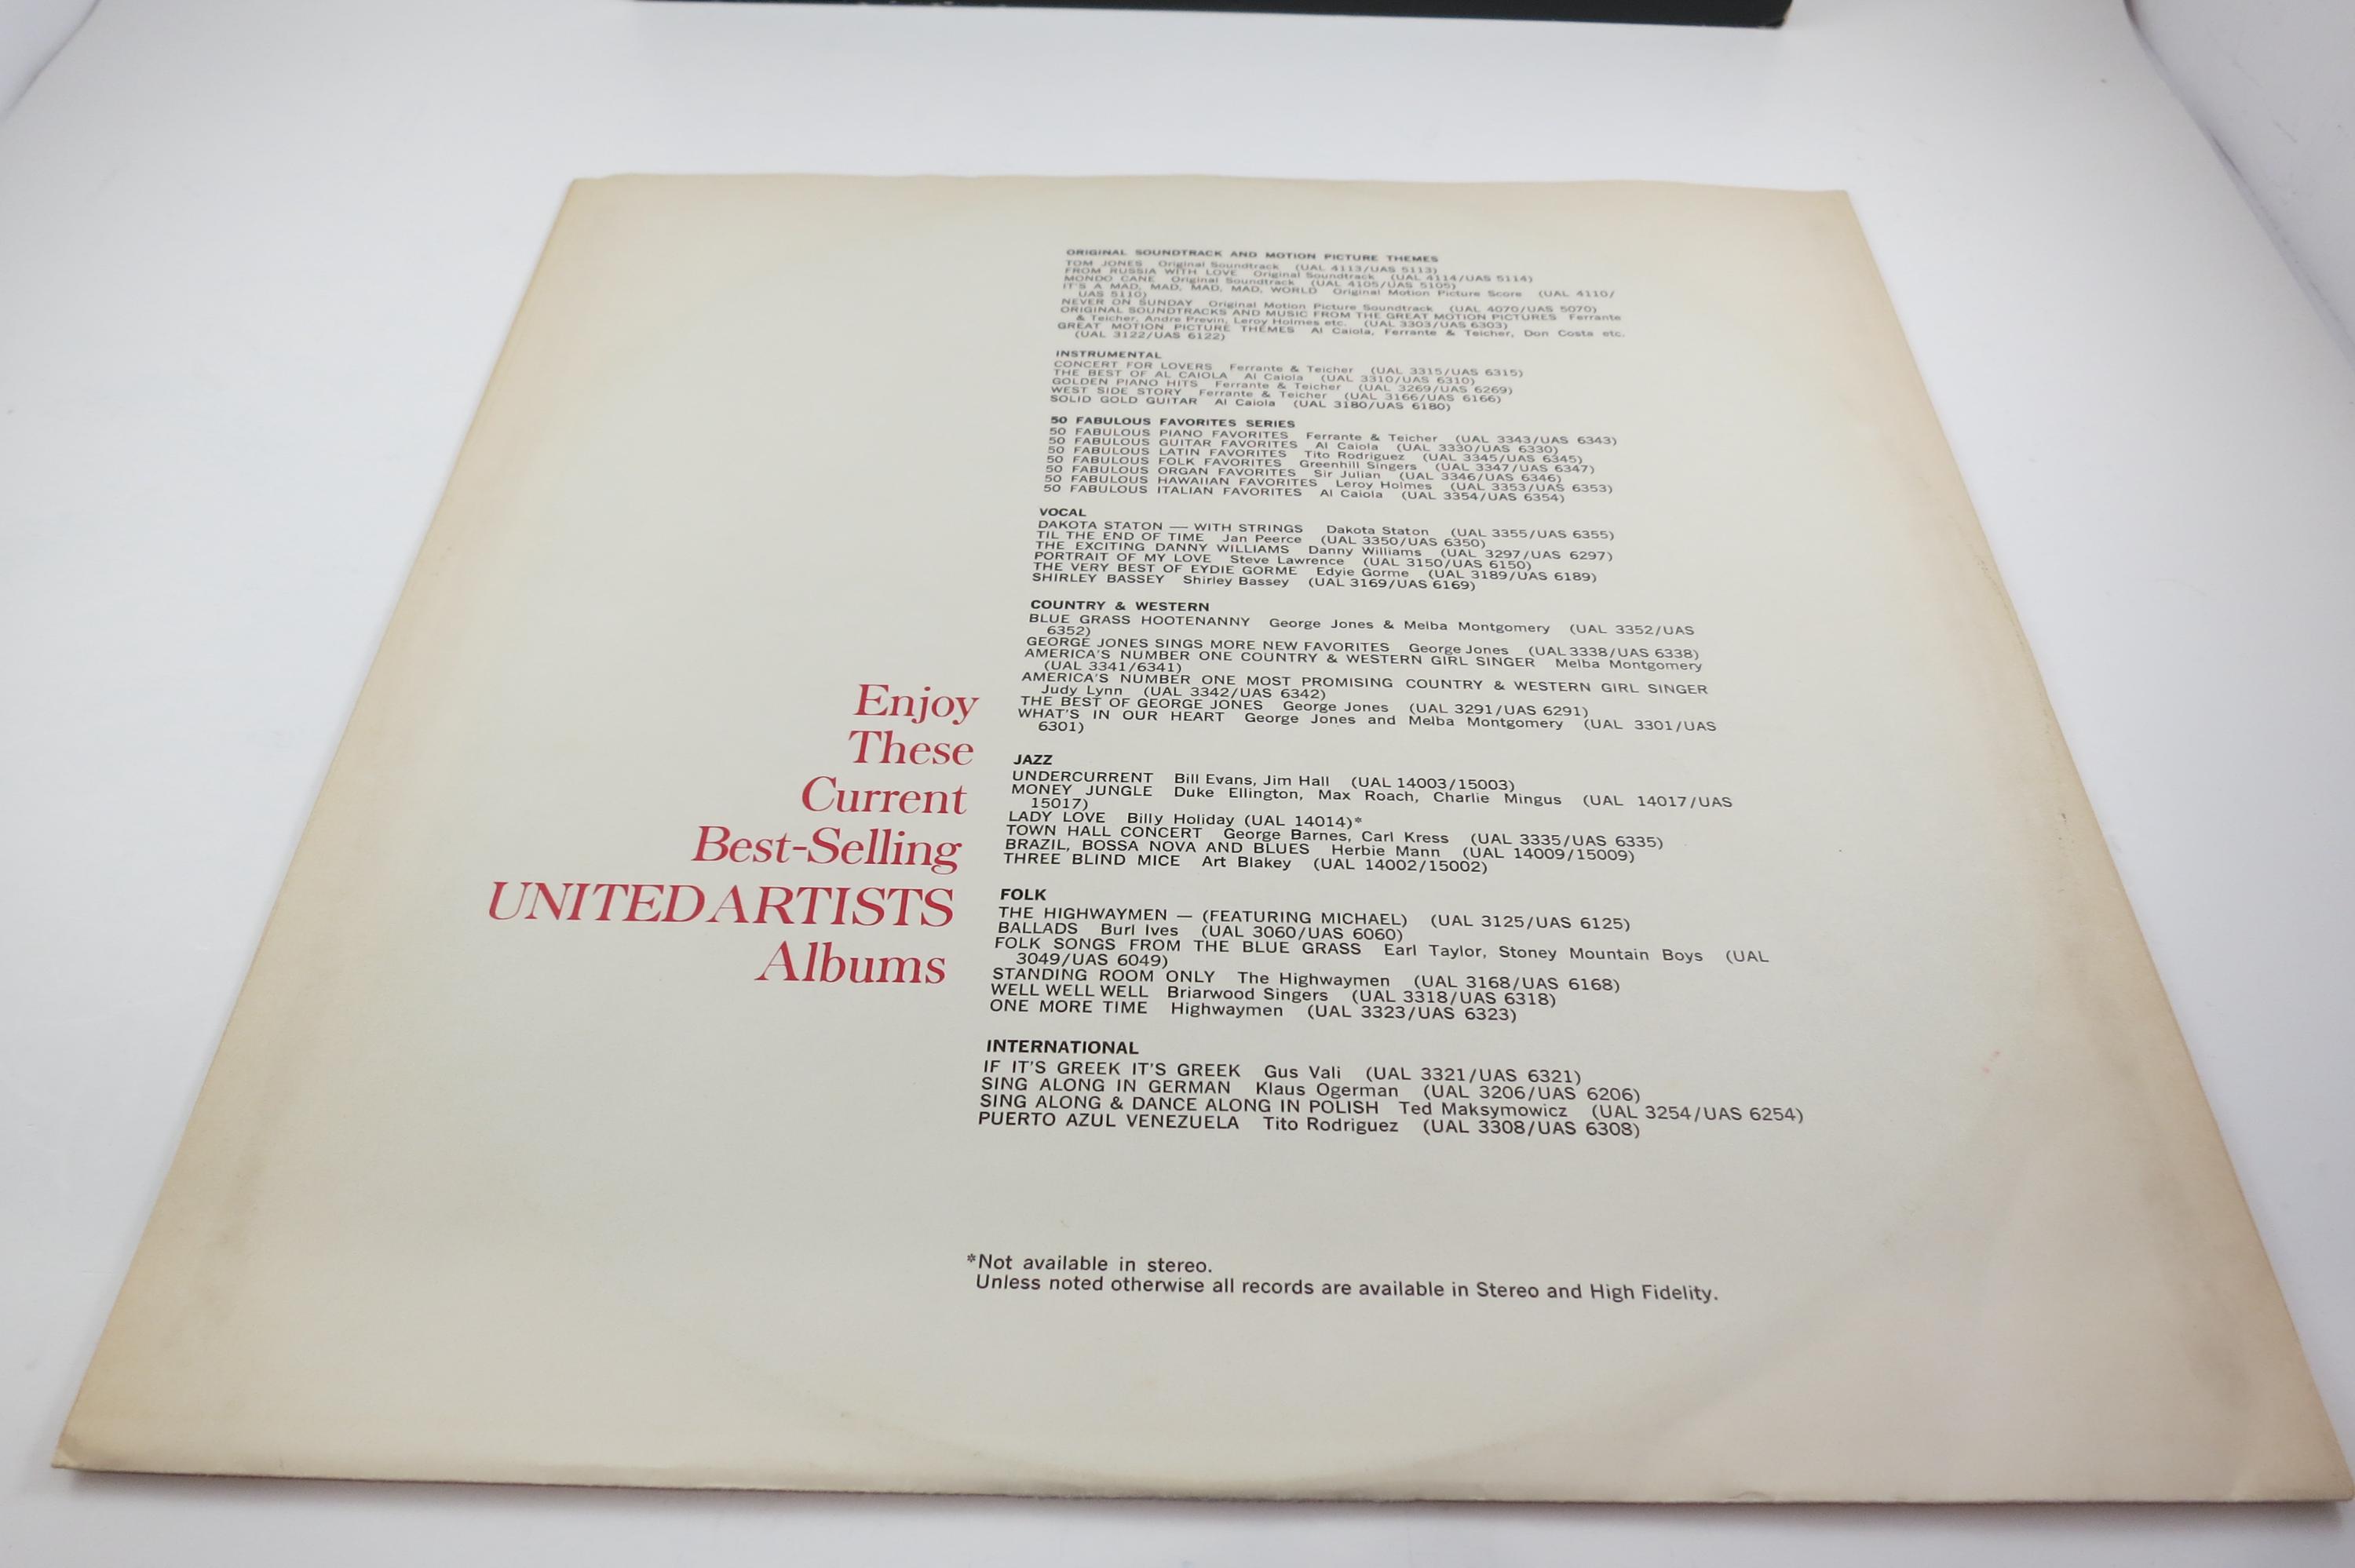 Enjoy
These
Current
Best-Selling
UNITED ARTISTS
Albums
ORIGINAL SOUNDTRACK AND MOTION PICTURE THEMES
TOM JONES Original Soundtrack (UAL 4113/UAS 5113)
FROM RUSSIA WITH LOVE Original Soundtrack (UAL 4114/UAS 5114)
MONDO CANE Original Soundtrack (UAL 4105/UAS 5105)
IT'S A MAD, MAD, MAD, MAD, WORLD Original Motion Picture Score (UAL 4110/
UAS 5110)
NEVER ON SUNDAY Original Motion Picture Soundtrack (UAL 4070/UAS 5070)
ORIGINAL SOUNDTRACKS AND MUSIC FROM THE GREAT MOTION PICTURES Ferrante
& Teicher, Andre Previn, Leroy Holmes etc. (UAL 3303/UAS 6303)
GREAT MOTION PICTURE THEMES Al Caiola, Ferrante & Teicher, Don Costa etc.
(UAL 3122/UAS 6122)
INSTRUMENTAL
CONCERT FOR LOVERS Ferrante & Teicher (UAL 3315/UAS 6315)
THE BEST OF AL CAIOLA Al Caiola (UAL 3310/UAS 6310)
GOLDEN PIANO HITS Ferrante & Teicher (UAL 3269/UAS 6269)
WEST SIDE STORY Ferrante & Teicher (UAL 3166/UAS 6166)
SOLID GOLD GUITAR Al Caiola (UAL 3180/UAS 6180)
50 FABULOUS FAVORITES SERIES
50 FABULOUS PIANO FAVORITES Ferrante & Teicher (UAL 3343/UAS 6343)
50 FABULOUS GUITAR FAVORITES Al Caiola (UAL 3330/UAS 6330)
50 FABULOUS LATIN FAVORITES Tito Rodriguez (UAL 3345/UAS 6345)
50 FABULOUS FOLK FAVORITES Greenhill Singers (UAL 3347/UAS 6347)
50 FABULOUS ORGAN FAVORITES Sir Julian (UAL 3346/UAS 6346)
50 FABULOUS HAWAIIAN FAVORITES Leroy Holmes (UAL 3353/UAS 6353)
50 FABULOUS ITALIAN FAVORITES Al Caiola (UAL 3354/UAS 6354)
VOCAL
DAKOTA STATON — WITH STRINGS Dakota Staton (UAL 3355/UAS 6355)
TIL THE END OF TIME Jan Peerce (UAL 3350/UAS 6350)
THE EXCITING DANNY WILLIAMS Danny Williams (UAL 3297/UAS 6297)
PORTRAIT OF MY LOVE Steve Lawrence (UAL 3150/UAS 6150)
THE VERY BEST OF EYDIE GORME Edyie Gorme (UAL 3189/UAS 6189)
SHIRLEY BASSEY Shirley Bassey (UAL 3169/UAS 6169)
COUNTRY & WESTERN
BLUE GRASS HOOTENANNY George Jones & Melba Montgomery (UAL 3352/UAS
6352)
GEORGE JONES SINGS MORE NEW FAVORITES George Jones (UAL 3338/UAS 6338)
AMERICA'S NUMBER ONE COUNTRY & WESTERN GIRL SINGER Melba Montgomery
(UAL 3341/6341)
AMERICA'S NUMBER ONE MOST PROMISING COUNTRY & WESTERN GIRL SINGER
Judy Lynn (UAL 3342/UAS 6342)
THE BEST OF GEORGE JONES George Jones (UAL 3291/UAS 6291)
WHAT'S IN OUR HEART George Jones and Melba Montgomery (UAL 3301/UAS
6301)
JAZZ
UNDERCURRENT Bill Evans, Jim Hall (UAL 14003/15003)
MONEY JUNGLE Duke Ellington, Max Roach, Charlie Mingus (UAL 14017/UAS
15017)
LADY LOVE Billy Holiday (UAL 14014)*
TOWN HALL CONCERT George Barnes, Carl Kress (UAL 3335/UAS 6335)
BRAZIL, BOSSA NOVA AND BLUES Herbie Mann (UAL 14009/15009)
THREE BLIND MICE Art Blakey (UAL 14002/15002)
FOLK
THE HIGHWAYMEN — (FEATURING MICHAEL) (UAL 3125/UAS 6125)
BALLADS Burl Ives (UAL 3060/UAS 6060)
FOLK SONGS FROM THE BLUE GRASS Earl Taylor, Stoney Mountain Boys (UAL
3049/UAS 6049)
STANDING ROOM ONLY The Highwaymen (UAL 3168/UAS 6168)
WELL WELL WELL Briarwood Singers (UAL 3318/UAS 6318)
ONE MORE TIME Highwaymen (UAL 3323/UAS 6323)
INTERNATIONAL
IF IT'S GREEK IT'S GREEK Gus Vali (UAL 3321/UAS 6321)
SING ALONG IN GERMAN Klaus Ogerman (UAL 3206/UAS 6206)
SING ALONG & DANCE ALONG IN POLISH Ted Maksymowicz (UAL 3254/UAS 6254)
PUERTO AZUL VENEZUELA Tito Rodriguez (UAL 3308/UAS 6308)
*Not available in stereo.
Unless noted otherwise all records are available in Stereo and High Fidelity.